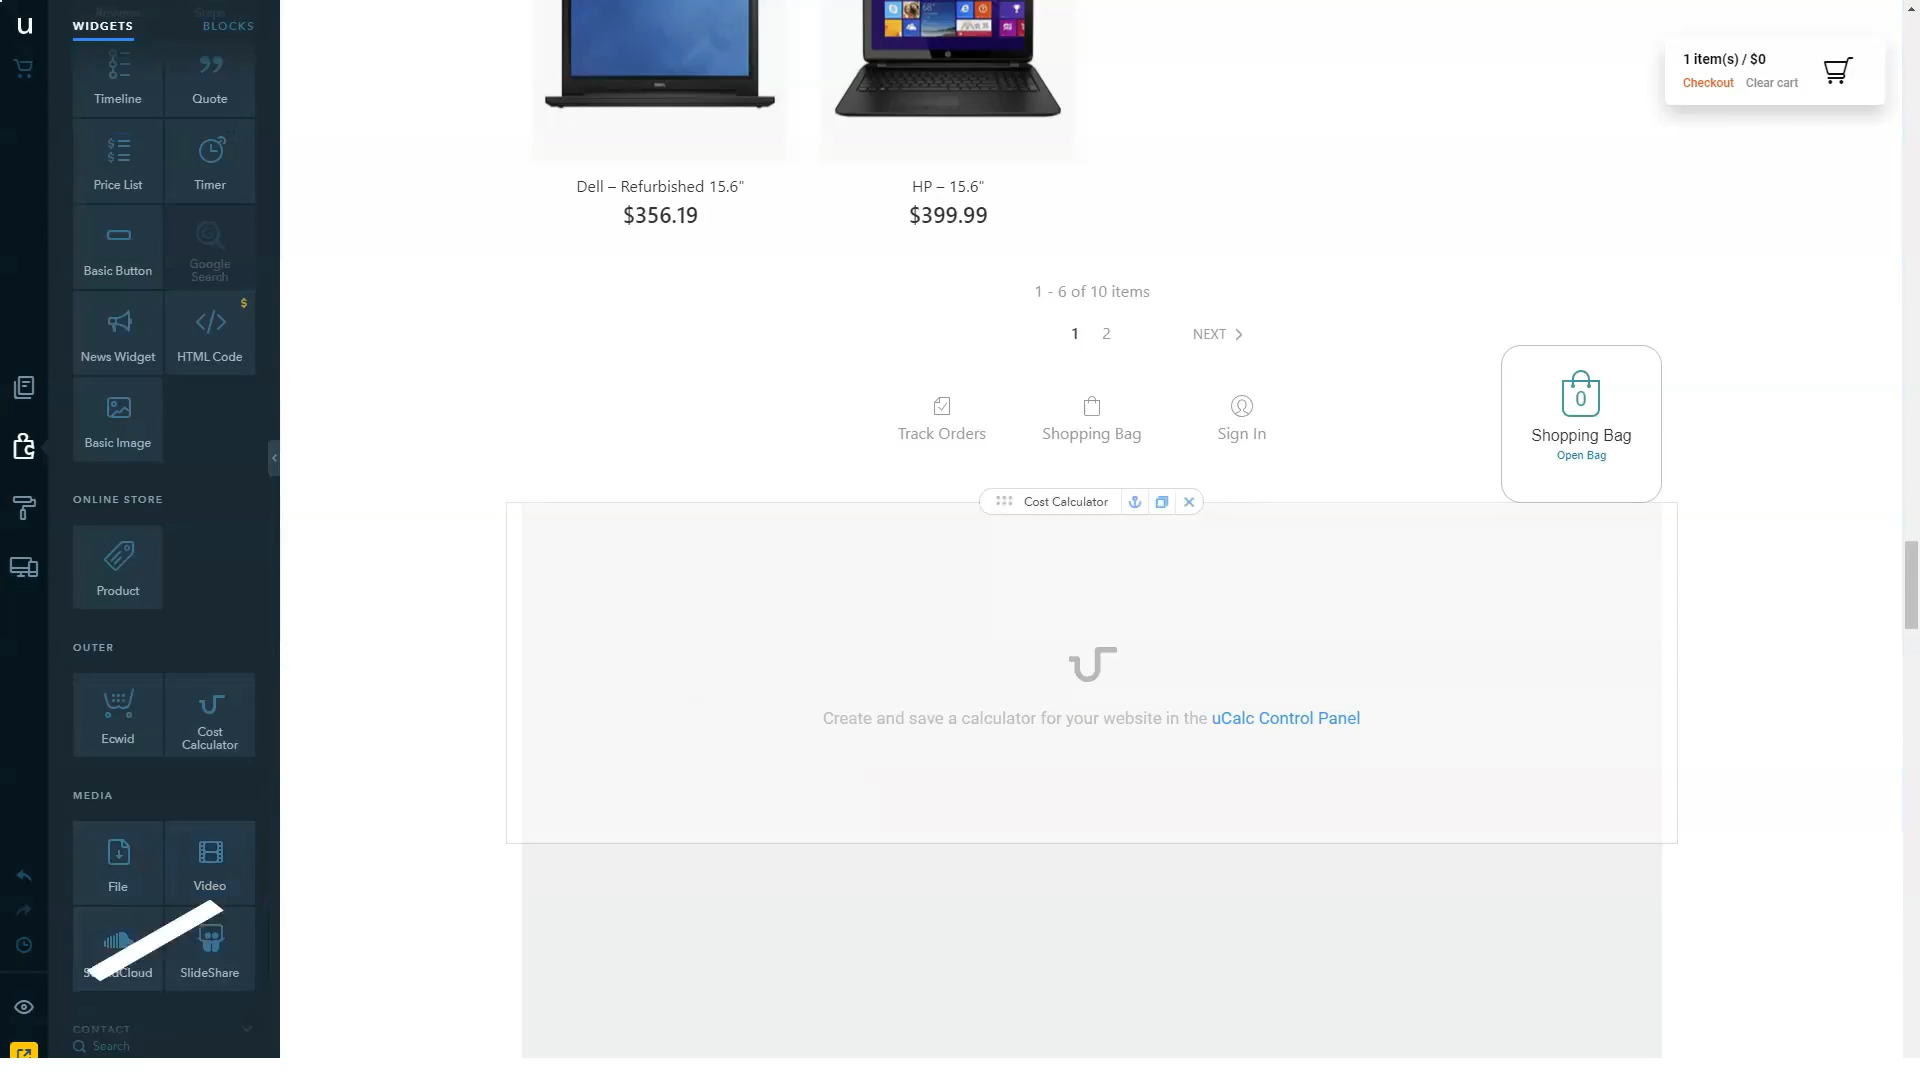 u
WIDGETS
BLOCKS
Timeline
Quote
Price List
Timer
Basic Button
Google
Search
News Widget
$
HTML Code
Basic Image
ONLINE STORE
Product
OUTER
Ecwid
Cost
Calculator
MEDIA
File
Video
SlideShare
CONTACT
Search
Dell – Refurbished 15.6"
$356.19
HP – 15.6"
$399.99
1 - 6 of 10 items
1 2 NEXT
Track Orders
Shopping Bag
Sign In
0
Shopping Bag
Open Bag
Cost Calculator
Create and save a calculator for your website in the uCalc Control Panel
1 item(s) / $0
Checkout Clear cart